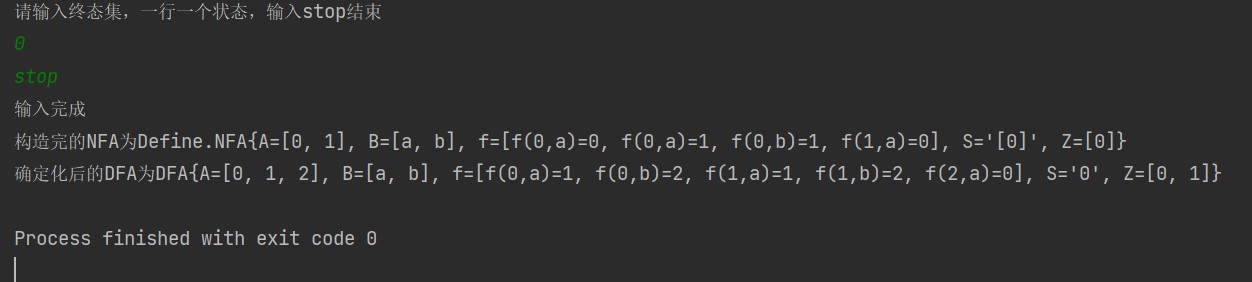 请输入终态集，一行一个状态，输入stop结束
0
stop
输入完成
构造完的NFA为Define.NFA{A=[0, 1], B=[a, b], f=[f(0,a)=0, f(0,a)=1, f(0,b)=1, f(1,a)=0], S='[0]', Z=[0]}
确定化后的DFA为DFA{A=[0, 1, 2], B=[a, b], f=[f(0,a)=1, f(0,b)=2, f(1,a)=1, f(1,b)=2, f(2,a)=0], S='0', Z=[0, 1]}
Process finished with exit code 0